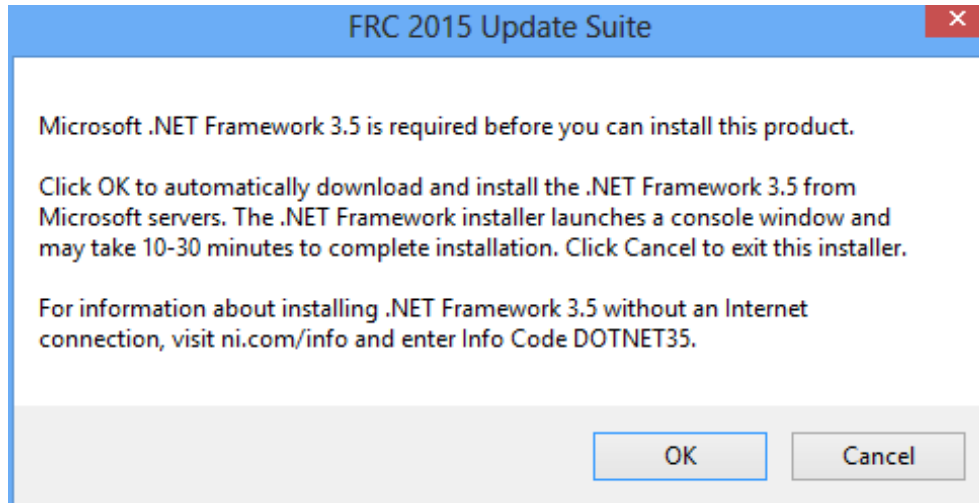 FRC 2015 Update Suite
Microsoft .NET Framework 3.5 is required before you can install this product.
Click OK to automatically download and install the .NET Framework 3.5 from
Microsoft servers. The .NET Framework installer launches a console window and
may take 10-30 minutes to complete installation. Click Cancel to exit this installer.
For information about installing .NET Framework 3.5 without an Internet
connection, visit ni.com/info and enter Info Code DOTNET35.
OK
Cancel